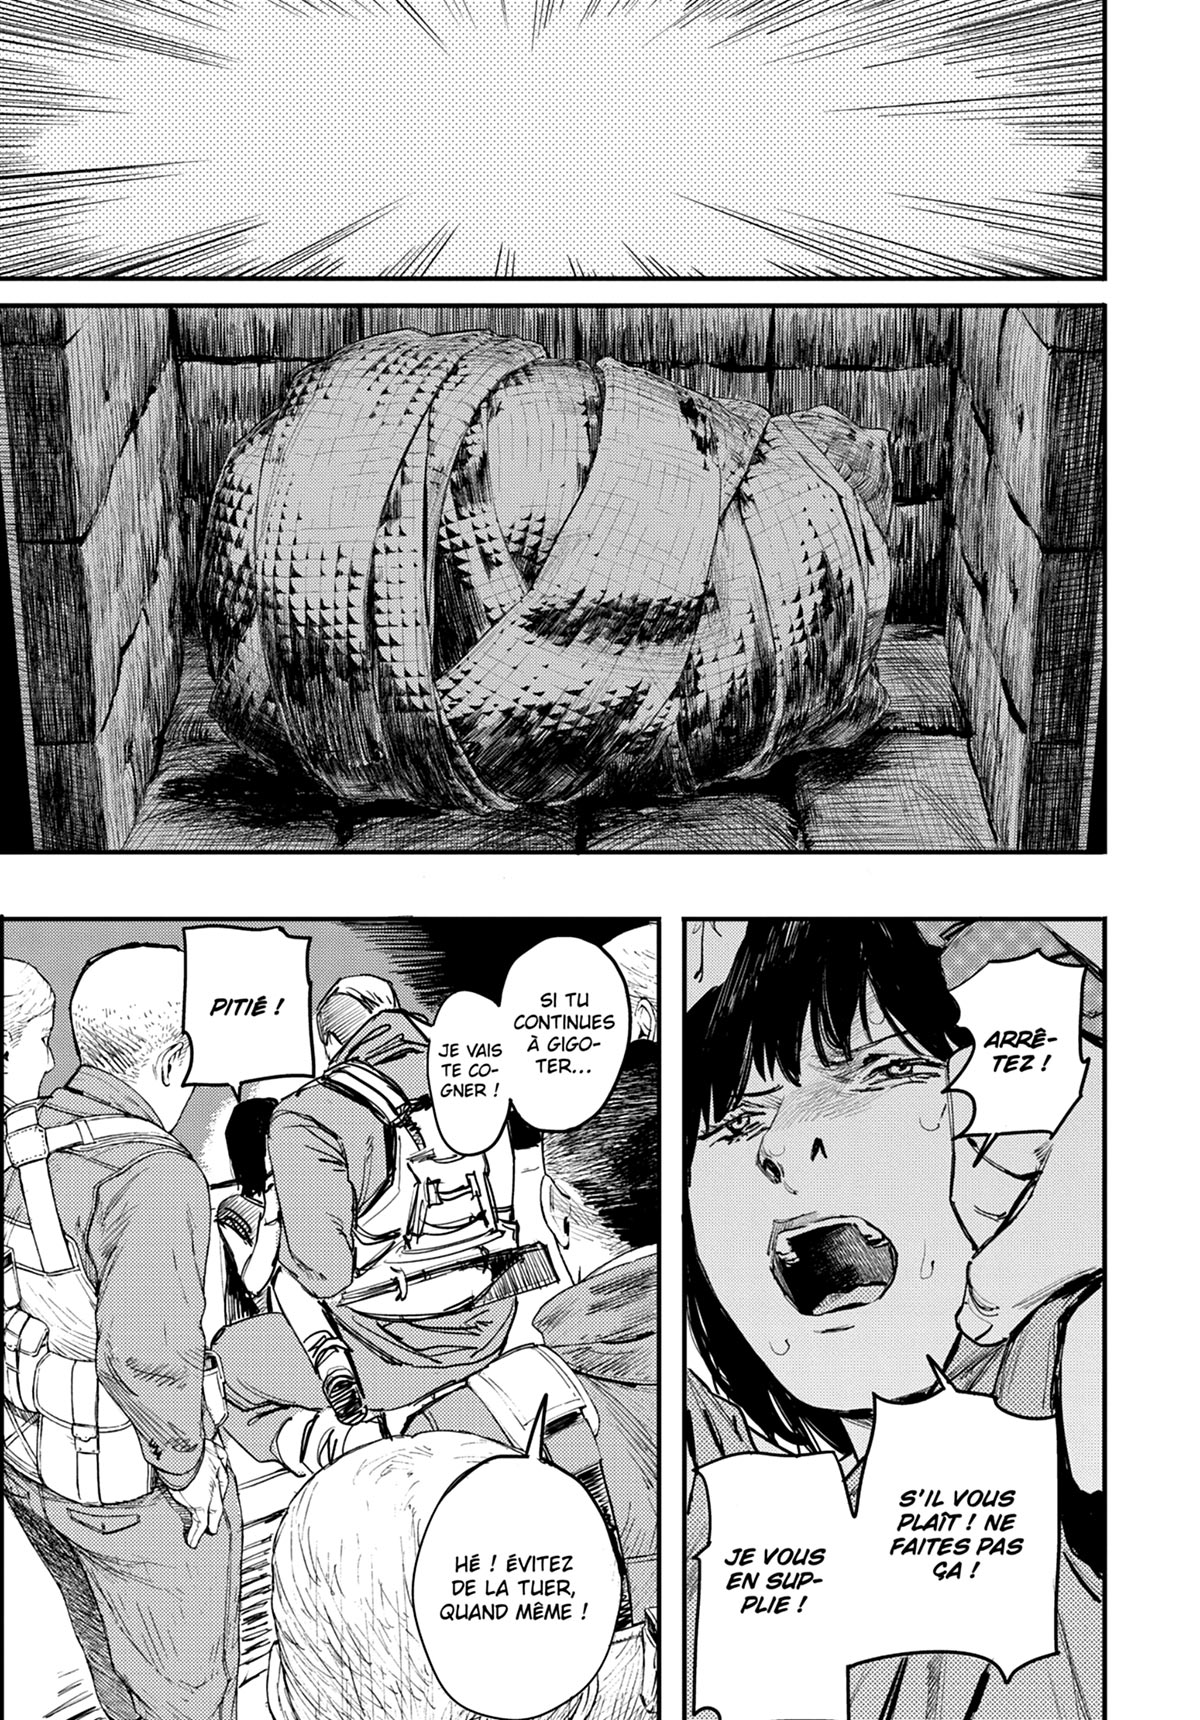 ARRÊ-
TEZ !
S'IL VOUS
PLAÎT ! NE
FAITES PAS
ÇA !
JE VOUS
EN SUP-
PLIE !
SI TU
CONTINUES
À GIGO-
TER...
JE VAIS
TE CO-
GNER !
PITIÉ !
HÉ ! ÉVITEZ
DE LA TUER,
QUAND MÊME !